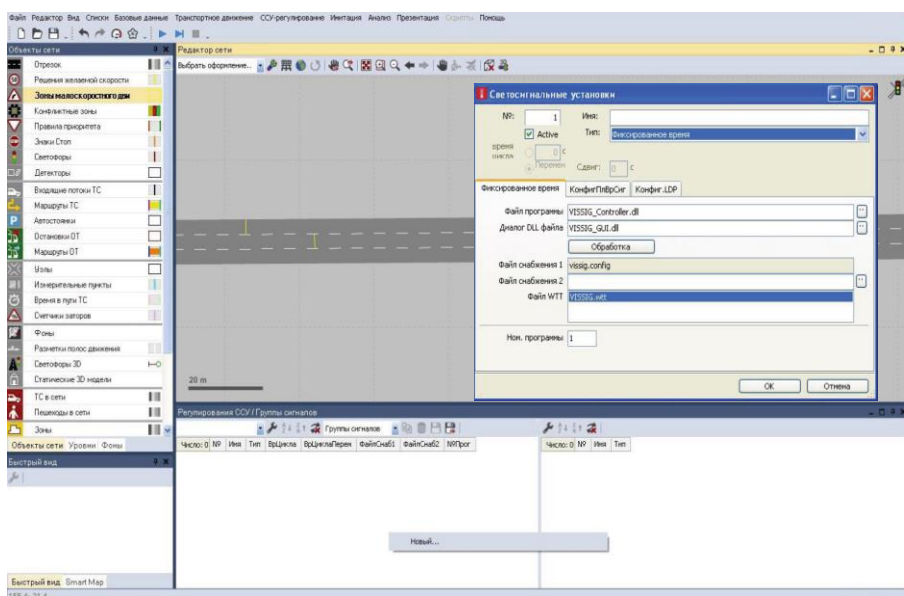 Файл Редактор Вид Списки Базовые данные Транспортное движение ССУ-регулирование Имитация Анализ Презентация Скрипты Помощь
Объекты сети
Редактор сети
Отрезок
Выбрать оформление...
Решения желаемой скорости
Зоны малоскоростного дви
Конфликтные зоны
Правила приоритета
Знаки Стоп
Светофоры
Детекторы
Входящие потоки ТС
Маршруты ТС
Автостоянки
Остановки ОТ
Маршруты ОТ
Узлы
Измерительные пункты
Время в пути ТС
Счетчики заторов
Фоны
Разметки полос движения
Светофоры 3D
Статические 3D модели
ТС в сети
Пешеходы в сети
Зоны
Объекты сети Уровни Фоны
Быстрый вид
Быстрый вид Smart Map
20 m
Светосигнальные установки
№: 1 Имя:
Active Тип: Фиксированное время
время цикла 0 с
Перемен Сдвиг: 0 с
Фиксированное время КонфигПлВрСиг Конфиг.LDP
Файл программы VISSIG_Controller.dll
Диалог DLL файла VISSIG_GUI.dll
Обработка
Файл снабжения 1 vissig.config
Файл снабжения 2
Файл WTT VISSIG.wtt
Ном. программы 1
OK Отмена
Регулирования ССУ / Группы сигналов
Группы сигналов
Число: 0 № Имя Тип ВрЦикла ВрЦиклаПерем ФайлСнаб1 ФайлСнаб2 №Прог
Число: 0 № Имя Тип
Новый...